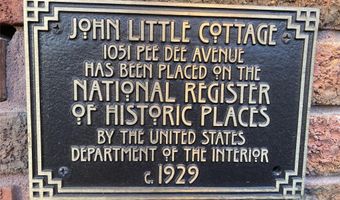 JOHN LITTLE COTTAGE
1051 PEE DEE AVENUE
HAS BEEN PLACED ON THE
NATIONAL REGISTER
OF HISTORIC PLACES
BY THE UNITED STATES
DEPARTMENT OF THE INTERIOR
c. 1929